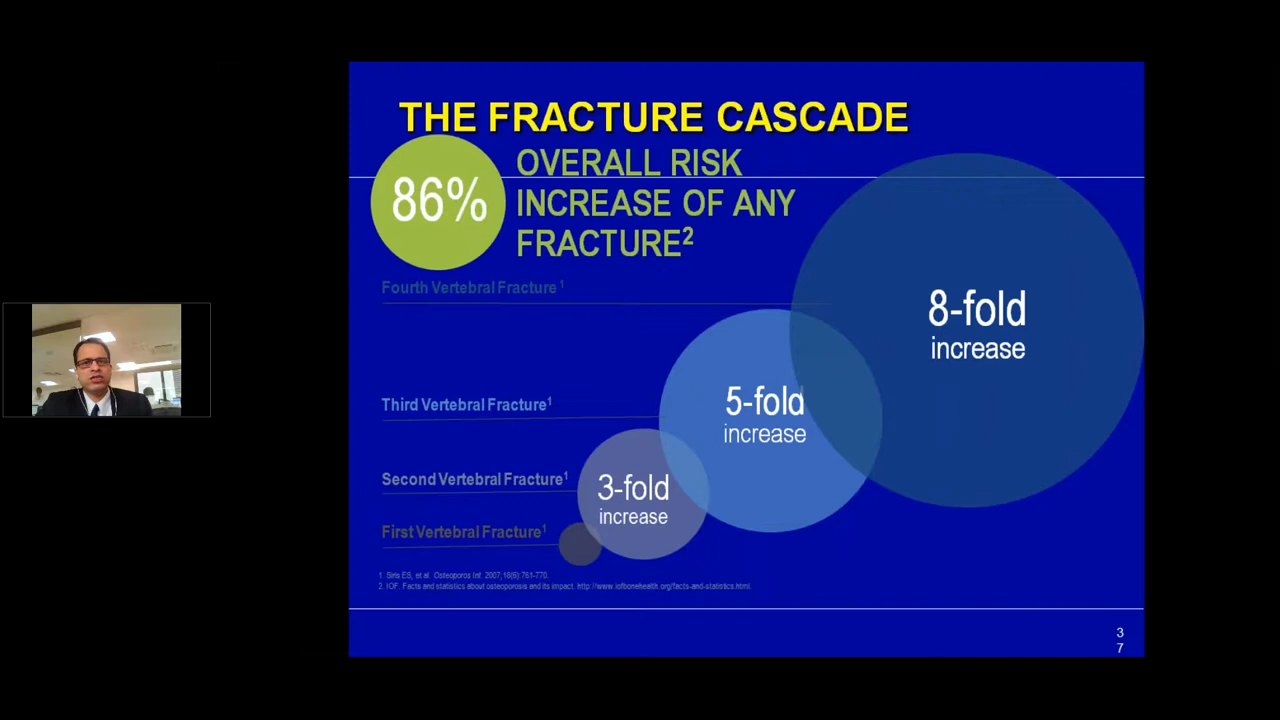 THE FRACTURE CASCADE
86%
OVERALL RISK
INCREASE OF ANY
FRACTURE²
Fourth Vertebral Fracture ¹
8-fold
increase
Third Vertebral Fracture¹
5-fold
increase
Second Vertebral Fracture¹
3-fold
increase
First Vertebral Fracture¹
1. Siris ES, et al. Osteoporos Int. 2007;18(6):761-770.
2. IOF. Facts and statistics about osteoporosis and its impact. http://www.iofbonehealth.org/facts-and-statistics.html.
3
7